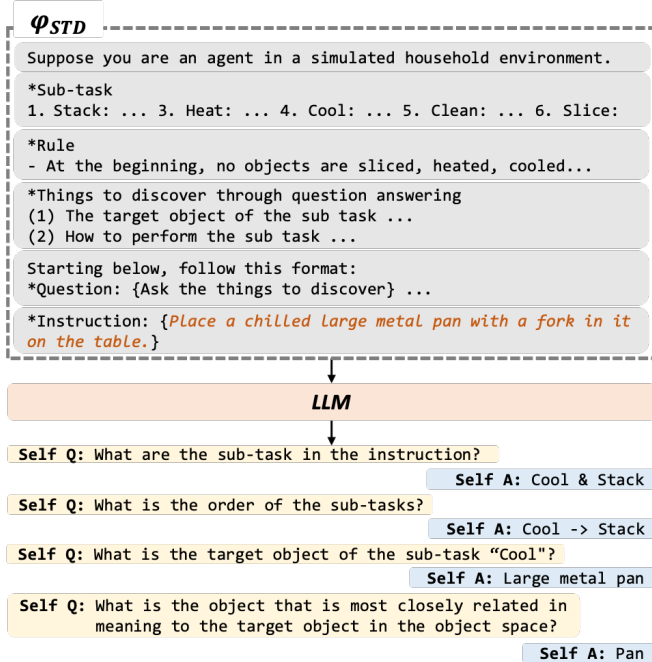 φSTD
Suppose you are an agent in a simulated household environment.
*Sub-task
1. Stack: ... 3. Heat: ... 4. Cool: ... 5. Clean: ... 6. Slice:
*Rule
- At the beginning, no objects are sliced, heated, cooled...
*Things to discover through question answering
(1) The target object of the sub task ...
(2) How to perform the sub task ...
Starting below, follow this format:
*Question: {Ask the things to discover} ...
*Instruction: {Place a chilled large metal pan with a fork in it
on the table.}
LLM
Self Q: What are the sub-task in the instruction?
Self A: Cool & Stack
Self Q: What is the order of the sub-tasks?
Self A: Cool -> Stack
Self Q: What is the target object of the sub-task “Cool"?
Self A: Large metal pan
Self Q: What is the object that is most closely related in
meaning to the target object in the object space?
Self A: Pan